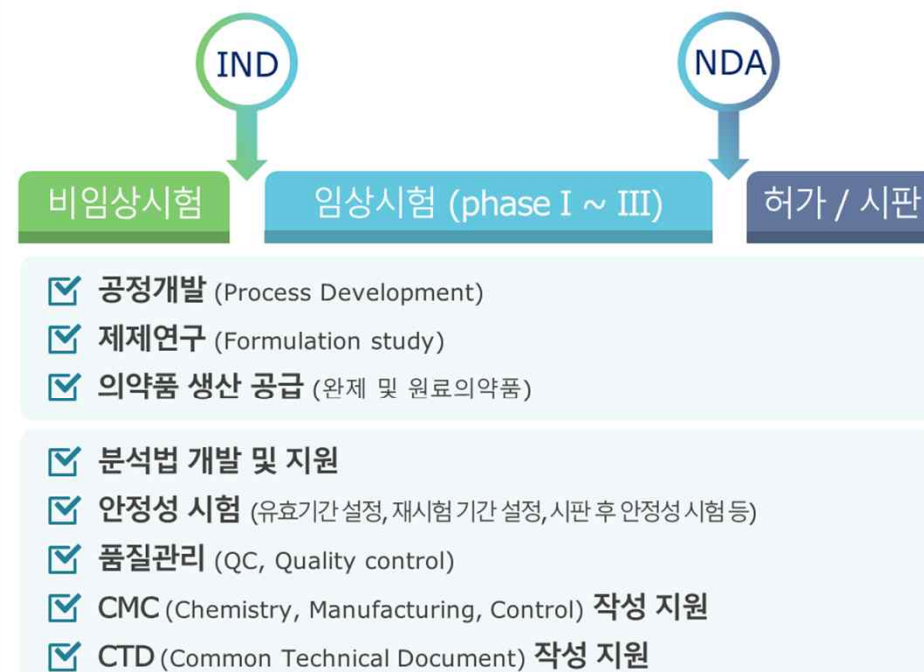 IND
NDA
비임상시험
임상시험 (phase I ~ III)
허가 / 시판
공정개발 (Process Development)
제제연구 (Formulation study)
의약품 생산 공급 (완제 및 원료의약품)
분석법 개발 및 지원
안정성 시험 (유효기간 설정, 재시험 기간 설정, 시판 후 안정성 시험 등)
품질관리 (QC, Quality control)
CMC (Chemistry, Manufacturing, Control) 작성 지원
CTD (Common Technical Document) 작성 지원